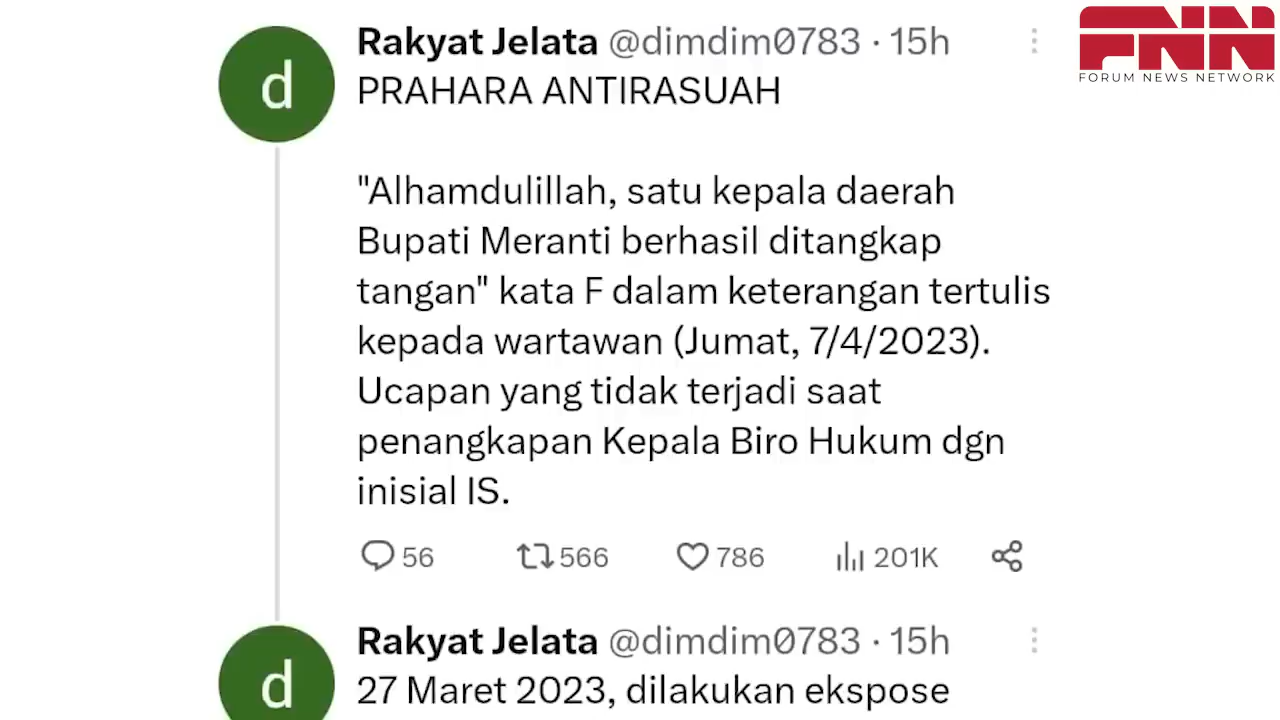 d
Rakyat Jelata @dimdim0783 · 15h
PRAHARA ANTIRASUAH
"Alhamdulillah, satu kepala daerah
Bupati Meranti berhasil ditangkap
tangan" kata F dalam keterangan tertulis
kepada wartawan (Jumat, 7/4/2023).
Ucapan yang tidak terjadi saat
penangkapan Kepala Biro Hukum dgn
inisial IS.
56 566 786 201K
d
Rakyat Jelata @dimdim0783 · 15h
27 Maret 2023, dilakukan ekspose
FNN
FORUM NEWS NETWORK